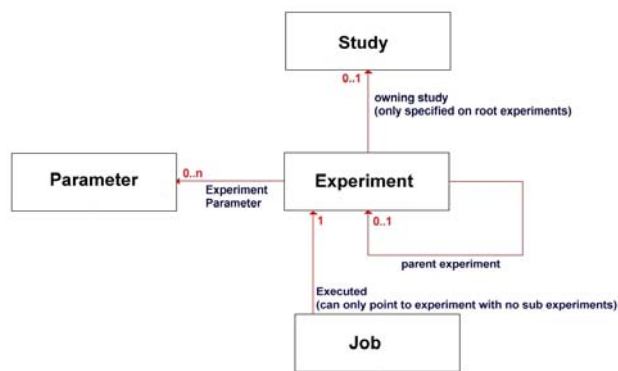 Study
0..1
owning study
(only specified on root experiments)
Parameter
0..n
Experiment
Parameter
Experiment
1
0..1
parent experiment
Executed
(can only point to experiment with no sub experiments)
Job